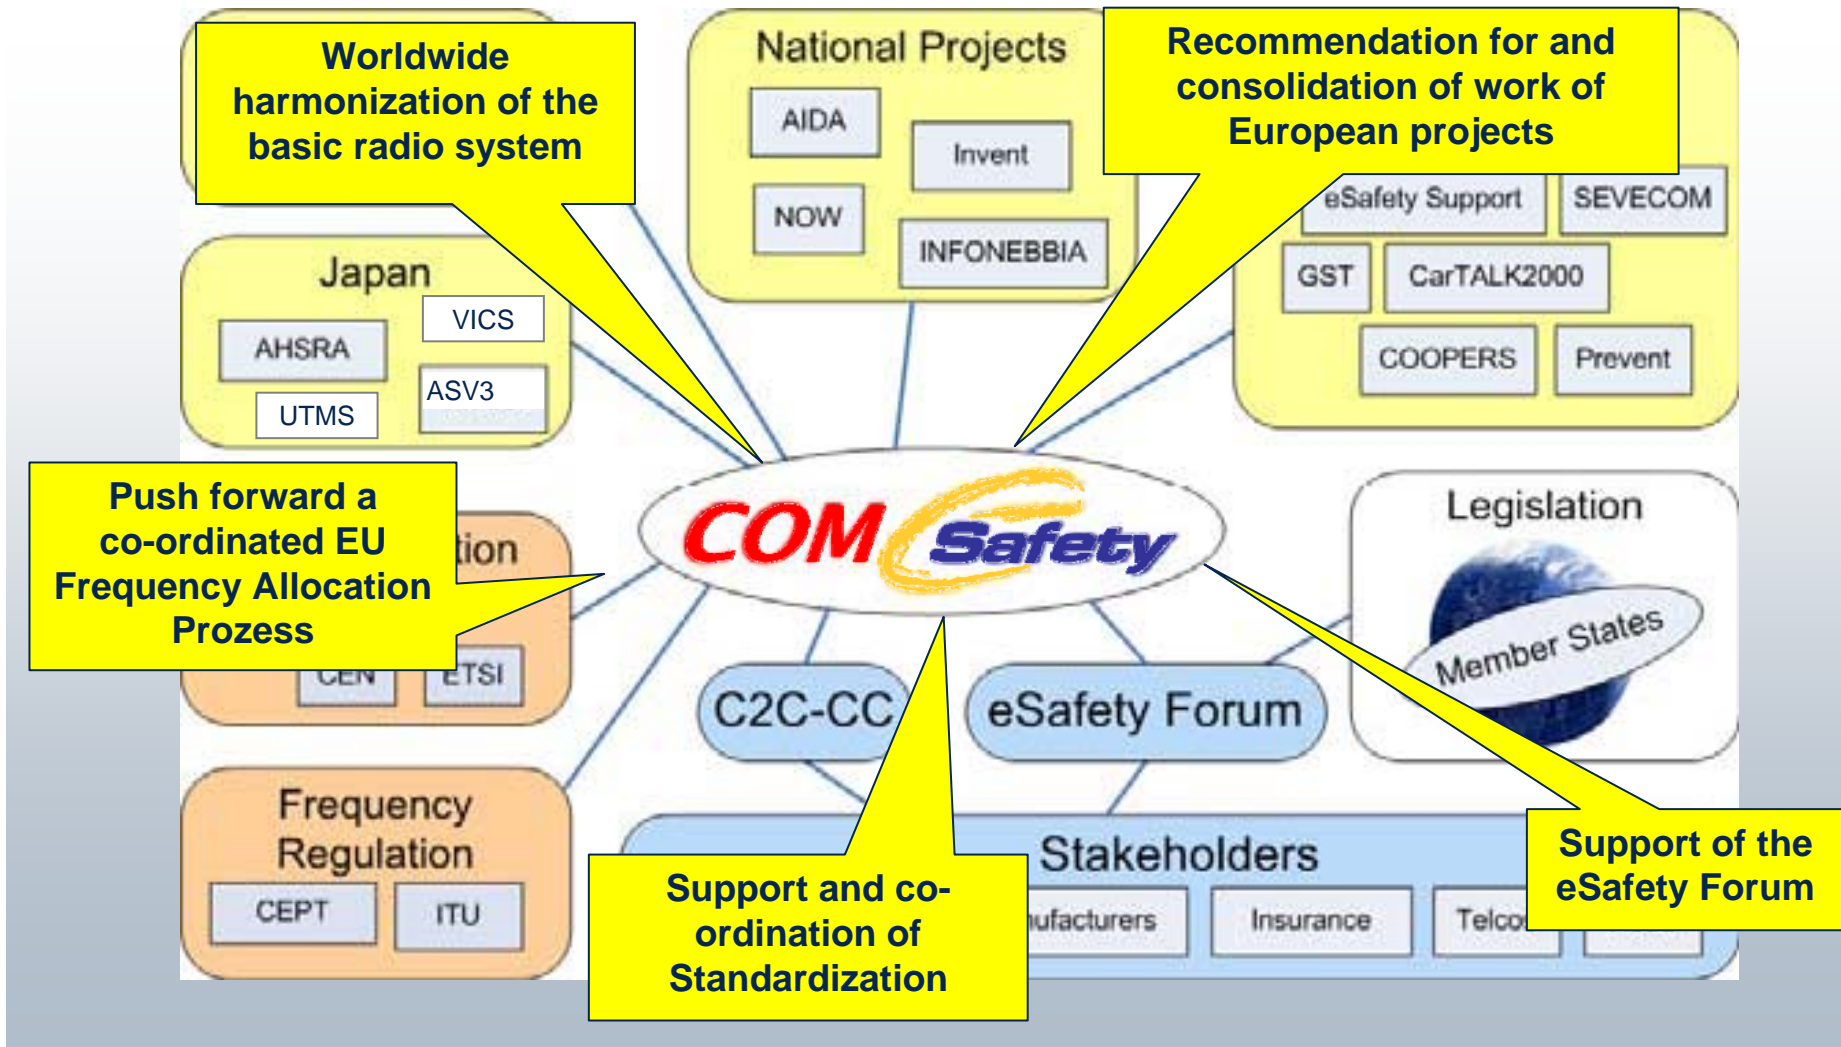 Worldwide
harmonization of the
basic radio system
National Projects
AIDA
Invent
NOW
INFONEBBIA
Recommendation for and
consolidation of work of
European projects
eSafety Support
SEVECOM
GST
CarTALK2000
COOPERS
Prevent
Japan
VICS
AHSRA
ASV3
UTMS
Push forward a
co-ordinated EU
Frequency Allocation
Prozess
CEN
ETSI
COM Safety
Legislation
Member States
C2C-CC
eSafety Forum
Frequency
Regulation
CEPT
ITU
Stakeholders
Insurance
Support and co-
ordination of
Standardization
Support of the
eSafety Forum